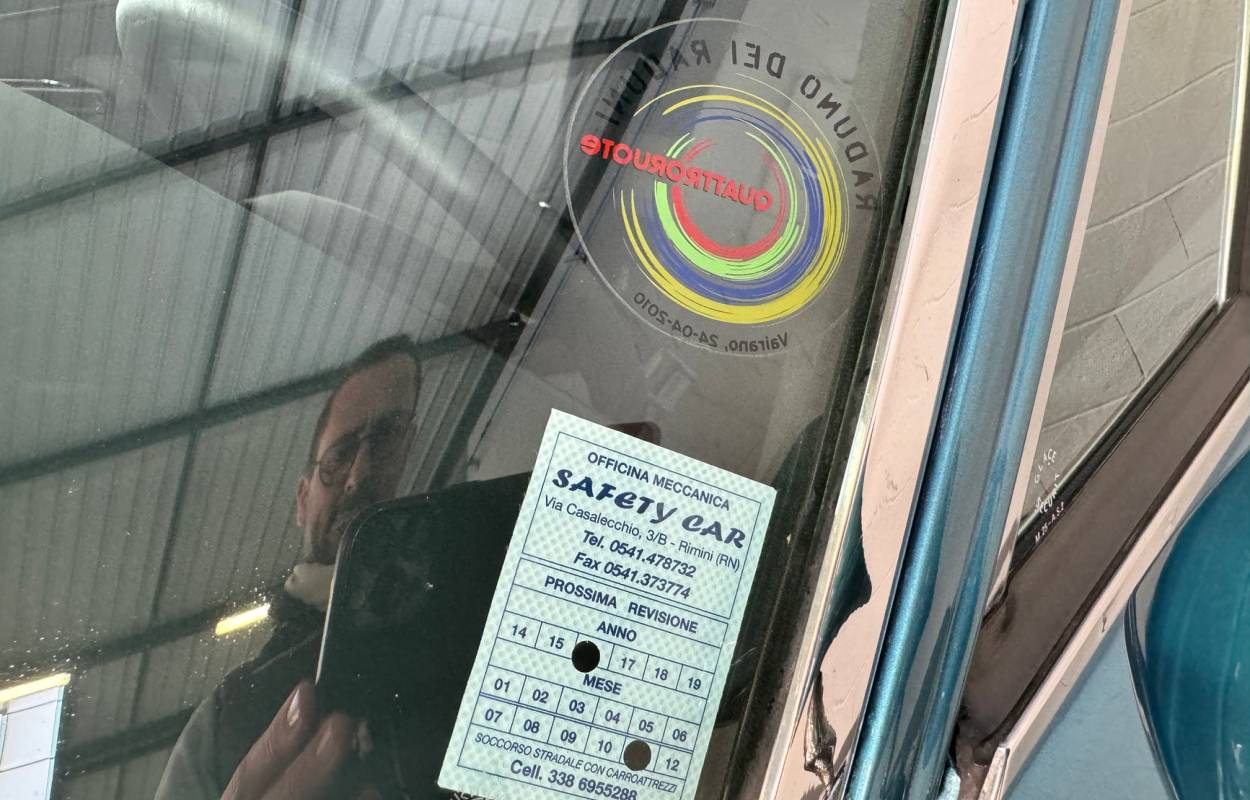 RADUNO DEI RADUNI
QUATTRORUOTE
Vairano, 24-04-2010
OFFICINA MECCANICA
SAFETY CAR
Via Casalecchio, 3/B - Rimini (RN)
Tel. 0541.478732
Fax 0541.373774
PROSSIMA REVISIONE
ANNO
14 15 17 18 19
MESE
01 02 03 04 05 06
07 08 09 10 12
SOCCORSO STRADALE CON CARROATTREZZI
Cell. 338 6955288